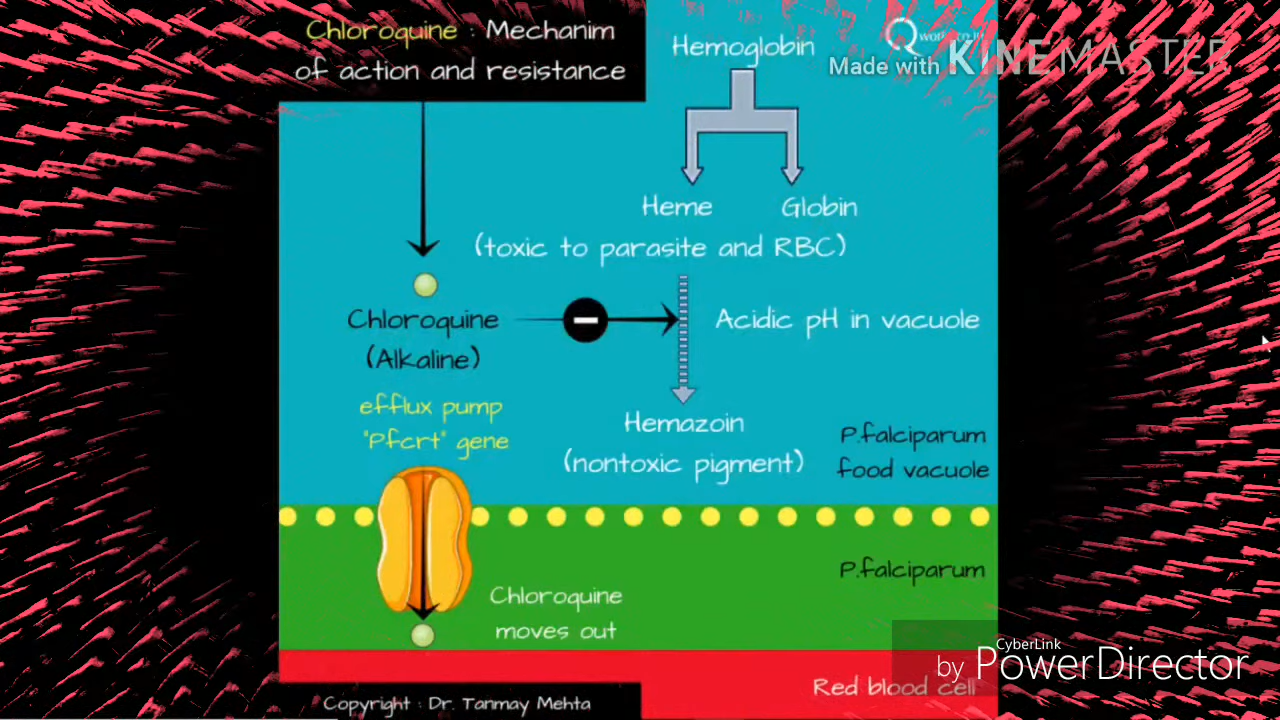 Chloroquine : Mechanim
of action and resistance
Hemoglobin
Made with KINEMASTER
Heme
Globin
(toxic to parasite and RBC)
Chloroquine
(Alkaline)
Acidic pH in vacuole
efflux pump
"Pfcrt" gene
Hemazoin
(nontoxic pigment)
P.falciparum
food vacuole
P.falciparum
Chloroquine
moves out
CyberLink
by PowerDirector
Red blood cell
Copyright : Dr. Tanmay Mehta